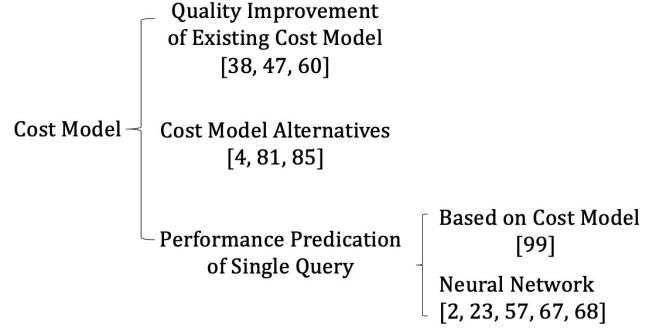 Quality Improvement
of Existing Cost Model
[38, 47, 60]
Cost Model
Cost Model Alternatives
[4, 81, 85]
Performance Predication
of Single Query
Based on Cost Model
[99]
Neural Network
[2, 23, 57, 67, 68]